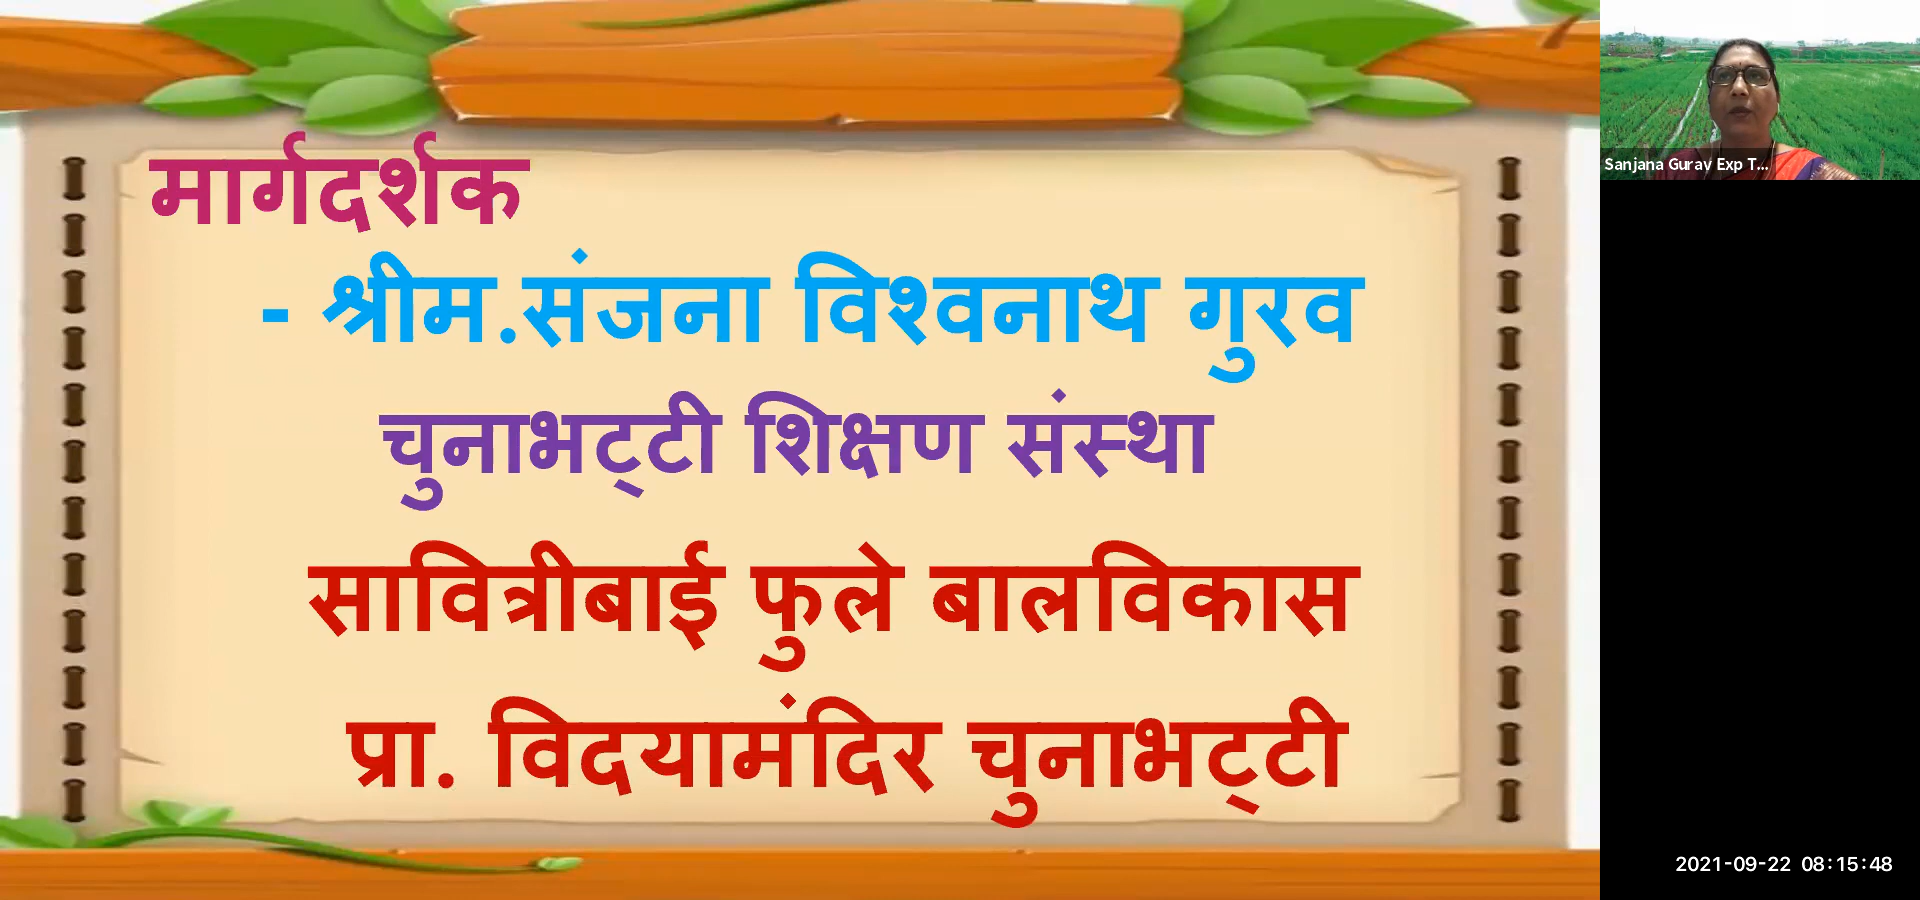 मार्गदर्शक
- श्रीम.संजना विश्वनाथ गुरव
चुनाभट्टी शिक्षण संस्था
सावित्रीबाई फुले बालविकास
प्रा. विदयामंदिर चुनाभट्टी
Sanjana Gurav Exp T...
2021-09-22 08:15:48